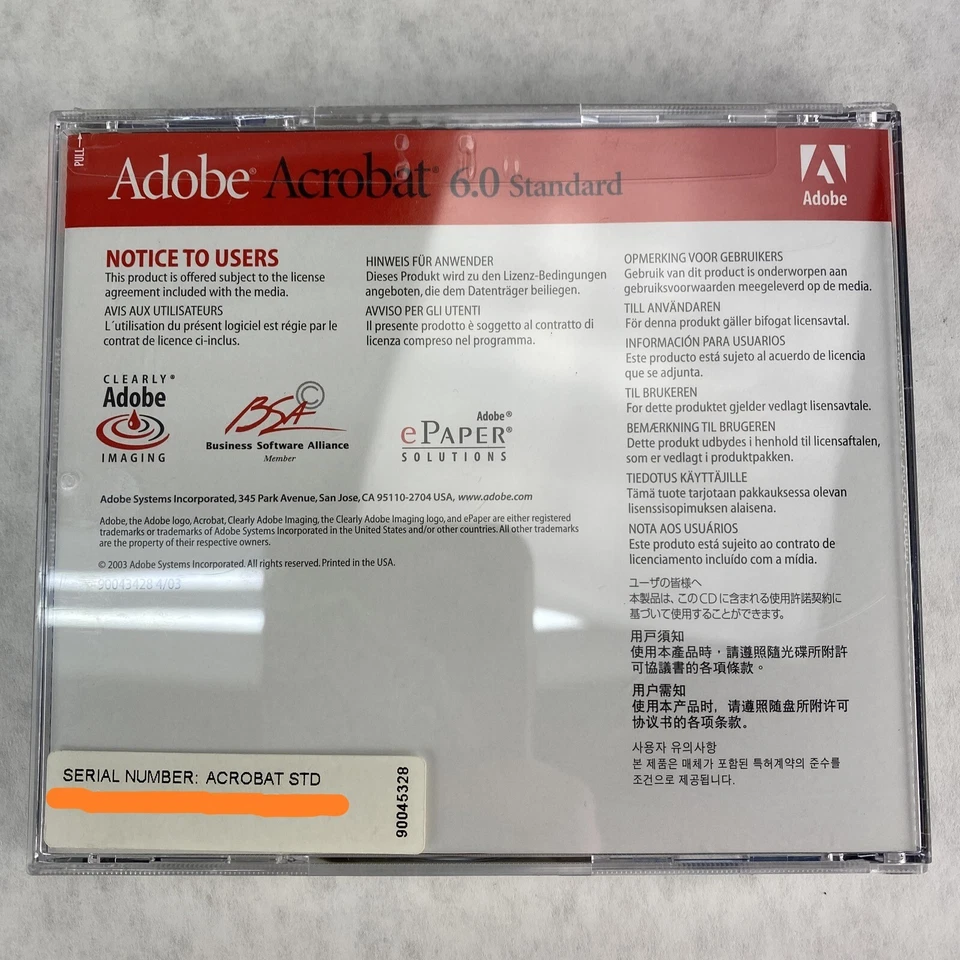 PULL→
Adobe® Acrobat® 6.0 Standard
Adobe
NOTICE TO USERS
This product is offered subject to the license
agreement included with the media.
AVIS AUX UTILISATEURS
L´utilisation du présent logiciel est régie par le
contrat de licence ci-inclus.
HINWEIS FÜR ANWENDER
Dieses Produkt wird zu den Lizenz-Bedingungen
angeboten, die dem Datenträger beiliegen.
AVVISO PER GLI UTENTI
Il presente prodotto è soggetto al contratto di
licenza compreso nel programma.
OPMERKING VOOR GEBRUIKERS
Gebruik van dit product is onderworpen aan
gebruiksvoorwaarden meegeleverd op de media.
TILL ANVÄNDAREN
För denna produkt gäller bifogat licensavtal.
INFORMACIÓN PARA USUARIOS
Este producto está sujeto al acuerdo de licencia
que se adjunta.
TIL BRUKEREN
For dette produktet gjelder vedlagt lisensavtale.
BEMÆRKNING TIL BRUGEREN
Dette produkt udbydes i henhold til licensaftalen,
som er vedlagt i produktpakken.
TIEDOTUS KÄYTTÄJILLE
Tämä tuote tarjotaan pakkauksessa olevan
lisenssisopimuksen alaisena.
NOTA AOS USUÁRIOS
Este produto está sujeito ao contrato de
licenciamento incluído com a mídia.
ユーザの皆様へ
本製品は、このCDに含まれる使用許諾契約に
基づいて使用することができます。
用戶須知
使用本產品時，請遵照隨光碟所附許
可協議書的各項條款。
用户需知
使用本产品时，请遵照随盘所附许可
协议书的各项条款。
사용자 유의사항
본 제품은 매체가 포함된 특허계약의 준수를
조건으로 제공됩니다.
CLEARLY®
Adobe
IMAGING
BSA ©
Business Software Alliance
Member
Adobe®
ePAPER®
SOLUTIONS
Adobe Systems Incorporated, 345 Park Avenue, San Jose, CA 95110-2704 USA, www.adobe.com
Adobe, the Adobe logo, Acrobat, Clearly Adobe Imaging, the Clearly Adobe Imaging logo, and ePaper are either registered
trademarks or trademarks of Adobe Systems Incorporated in the United States and/or other countries. All other trademarks
are the property of their respective owners.
© 2003 Adobe Systems Incorporated. All rights reserved. Printed in the USA.
90043428 4/03
SERIAL NUMBER: ACROBAT STD
90045328